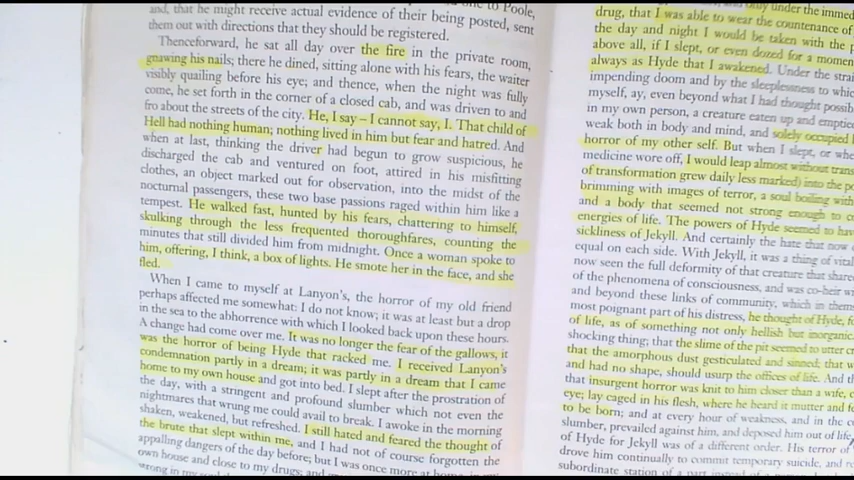 one to Poole,
and, that he might receive actual evidence of their being posted, sent
them out with directions that they should be registered.
Thenceforward, he sat all day over the fire in the private room,
gnawing his nails; there he dined, sitting alone with his fears, the waiter
visibly quailing before his eye; and thence, when the night was fully
come, he set forth in the corner of a closed cab, and was driven to and
fro about the streets of the city. He, I say – I cannot say, I. That child of
Hell had nothing human; nothing lived in him but fear and hatred. And
when at last, thinking the driver had begun to grow suspicious, he
discharged the cab and ventured on foot, attired in his misfitting
clothes, an object marked out for observation, into the midst of the
nocturnal passengers, these two base passions raged within him like a
tempest. He walked fast, hunted by his fears, chattering to himself,
skulking through the less frequented thoroughfares, counting the
minutes that still divided him from midnight. Once a woman spoke to
him, offering, I think, a box of lights. He smote her in the face, and she
fled.
When I came to myself at Lanyon's, the horror of my old friend
perhaps affected me somewhat: I do not know; it was at least but a drop
in the sea to the abhorrence with which I looked back upon these hours.
A change had come over me. It was no longer the fear of the gallows, it
was the horror of being Hyde that racked me. I received Lanyon's
condemnation partly in a dream; it was partly in a dream that I came
home to my own house and got into bed. I slept after the prostration of
the day, with a stringent and profound slumber which not even the
nightmares that wrung me could avail to break. I awoke in the morning
shaken, weakened, but refreshed. I still hated and feared the thought of
the brute that slept within me, and I had not of course forgotten the
appalling dangers of the day before; but I was once more at home, in my
own house and close to my drugs; and
wrong in my
only under the immed
drug, that I was able to wear the countenance of
the day and night I would be taken with the p
above all, if I slept, or even dozed for a momen
always as Hyde that I awakened. Under the strai
impending doom and by the sleeplessness to whic
myself, ay, even beyond what I had thought possib
in my own person, a creature eaten up and emptie
weak both in body and mind, and solely occupied
horror of my other self. But when I slept, or whe
medicine wore off, I would leap almost without trans
of transformation grew daily less marked) into the po
brimming with images of terror, a soul boiling with
and a body that seemed not strong enough to co
energies of life. The powers of Hyde seemed to hav
sickliness of Jekyll. And certainly the hate that now d
equal on each side. With Jekyll, it was a thing of vital
now seen the full deformity of that creature that share
of the phenomena of consciousness, and was co-heir w
and beyond these links of community, which in them
most poignant part of his distress, he thought of Hyde, fo
of life, as of something not only hellish but inorganic.
shocking thing; that the slime of the pit seemed to utter cr
that the amorphous dust gesticulated and sinned; that w
and had no shape, should usurp the offices of life. And th
that insurgent horror was knit to him closer than a wife, c
eye; lay caged in his flesh, where he heard it mutter and fe
to be born; and at every hour of weakness, and in the c
slumber, prevailed against him, and deposed him out of life,
of Hyde for Jekyll was of a different order. His terror of
drove him continually to commit temporary suicide, and re
subordinate station of a part instead of a